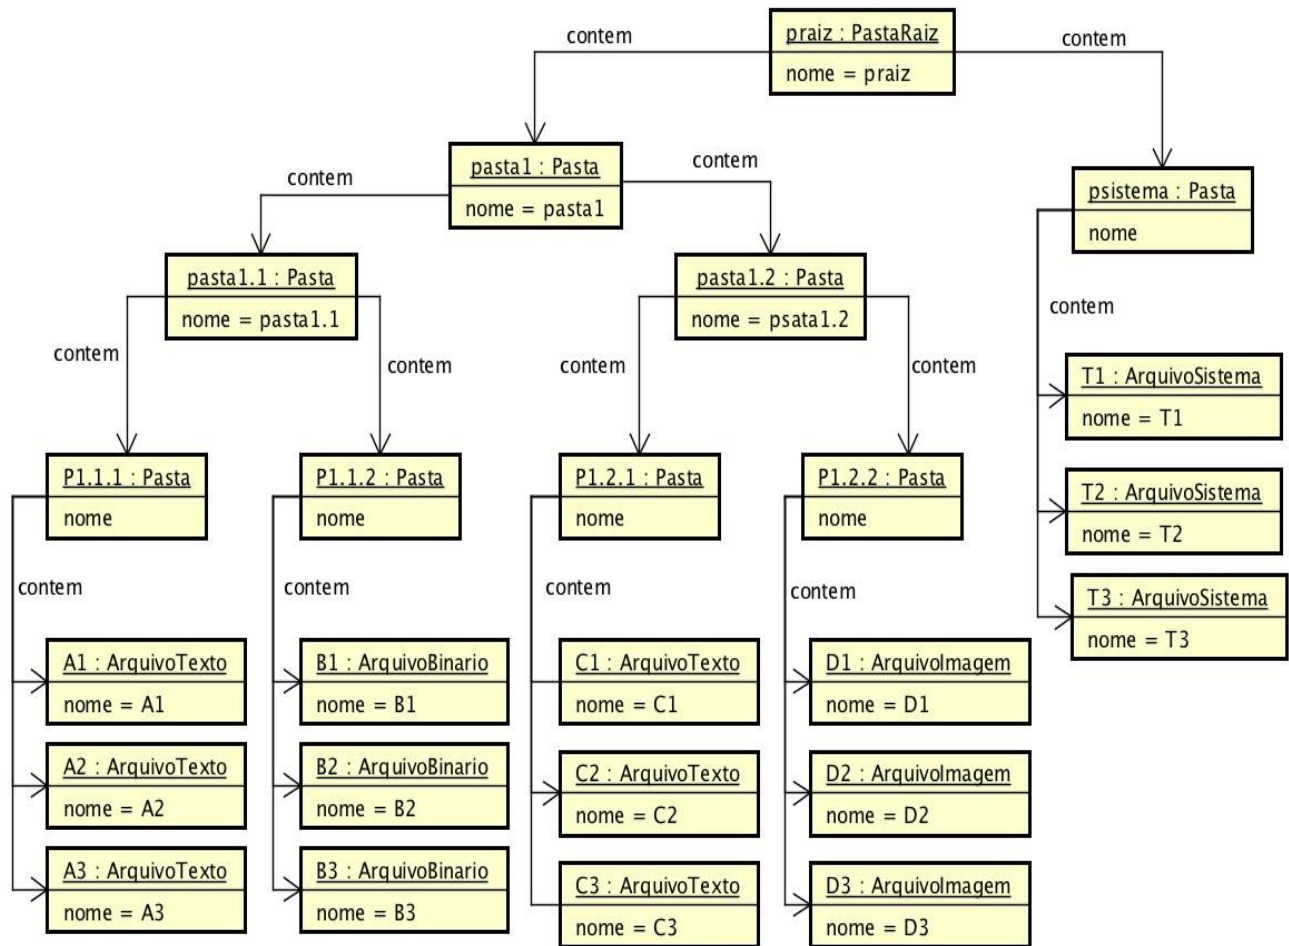 contem
praiz : PastaRaiz
contem
nome = praiz
pasta1 : Pasta
contem
contem
nome = pasta1
psistema : Pasta
nome
pasta1.1 : Pasta
nome = pasta1.1
pasta1.2 : Pasta
nome = psata1.2
contem
contem
contem
contem
contem
T1 : ArquivoSistema
nome = T1
P1.1.1 : Pasta
nome
P1.1.2 : Pasta
nome
P1.2.1 : Pasta
nome
P1.2.2 : Pasta
nome
T2 : ArquivoSistema
nome = T2
contem
contem
contem
contem
T3 : ArquivoSistema
nome = T3
A1 : ArquivoTexto
nome = A1
B1 : ArquivoBinario
nome = B1
C1 : ArquivoTexto
nome = C1
D1 : ArquivoImagem
nome = D1
A2 : ArquivoTexto
nome = A2
B2 : ArquivoBinario
nome = B2
C2 : ArquivoTexto
nome = C2
D2 : ArquivoImagem
nome = D2
A3 : ArquivoTexto
nome = A3
B3 : ArquivoBinario
nome = B3
C3 : ArquivoTexto
nome = C3
D3 : ArquivoImagem
nome = D3